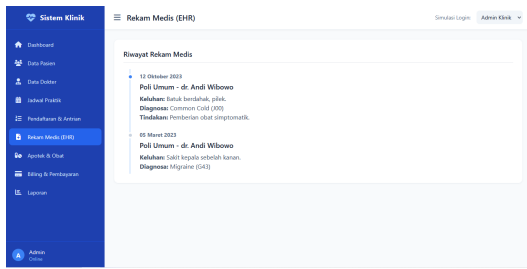 Sistem Klinik
Rekam Medis (EHR)
Simulasi Login:
Admin Klinik
Dashboard
Data Pasien
Data Dokter
Jadwal Praktik
Pendaftaran & Antrian
Rekam Medis (EHR)
Apotek & Obat
Billing & Pembayaran
Laporan
A
Admin
Online
Riwayat Rekam Medis
12 Oktober 2023
Poli Umum - dr. Andi Wibowo
Keluhan: Batuk berdahak, pilek.
Diagnosa: Common Cold (J00)
Tindakan: Pemberian obat simptomatik.
05 Maret 2023
Poli Umum - dr. Andi Wibowo
Keluhan: Sakit kepala sebelah kanan.
Diagnosa: Migraine (G43)